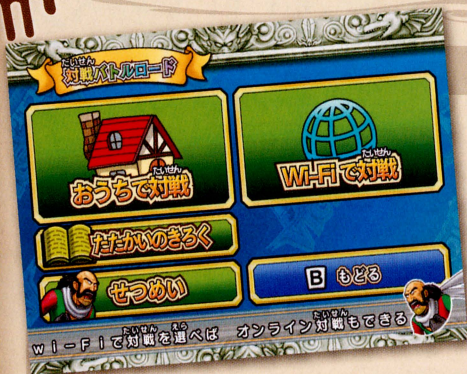 対戦バトルロード
おうちで対戦
Wi-Fiで対戦
たたかいのきろく
せつめい
B もどる
Wi-Fiで対戦を選べば オンライン対戦もできる